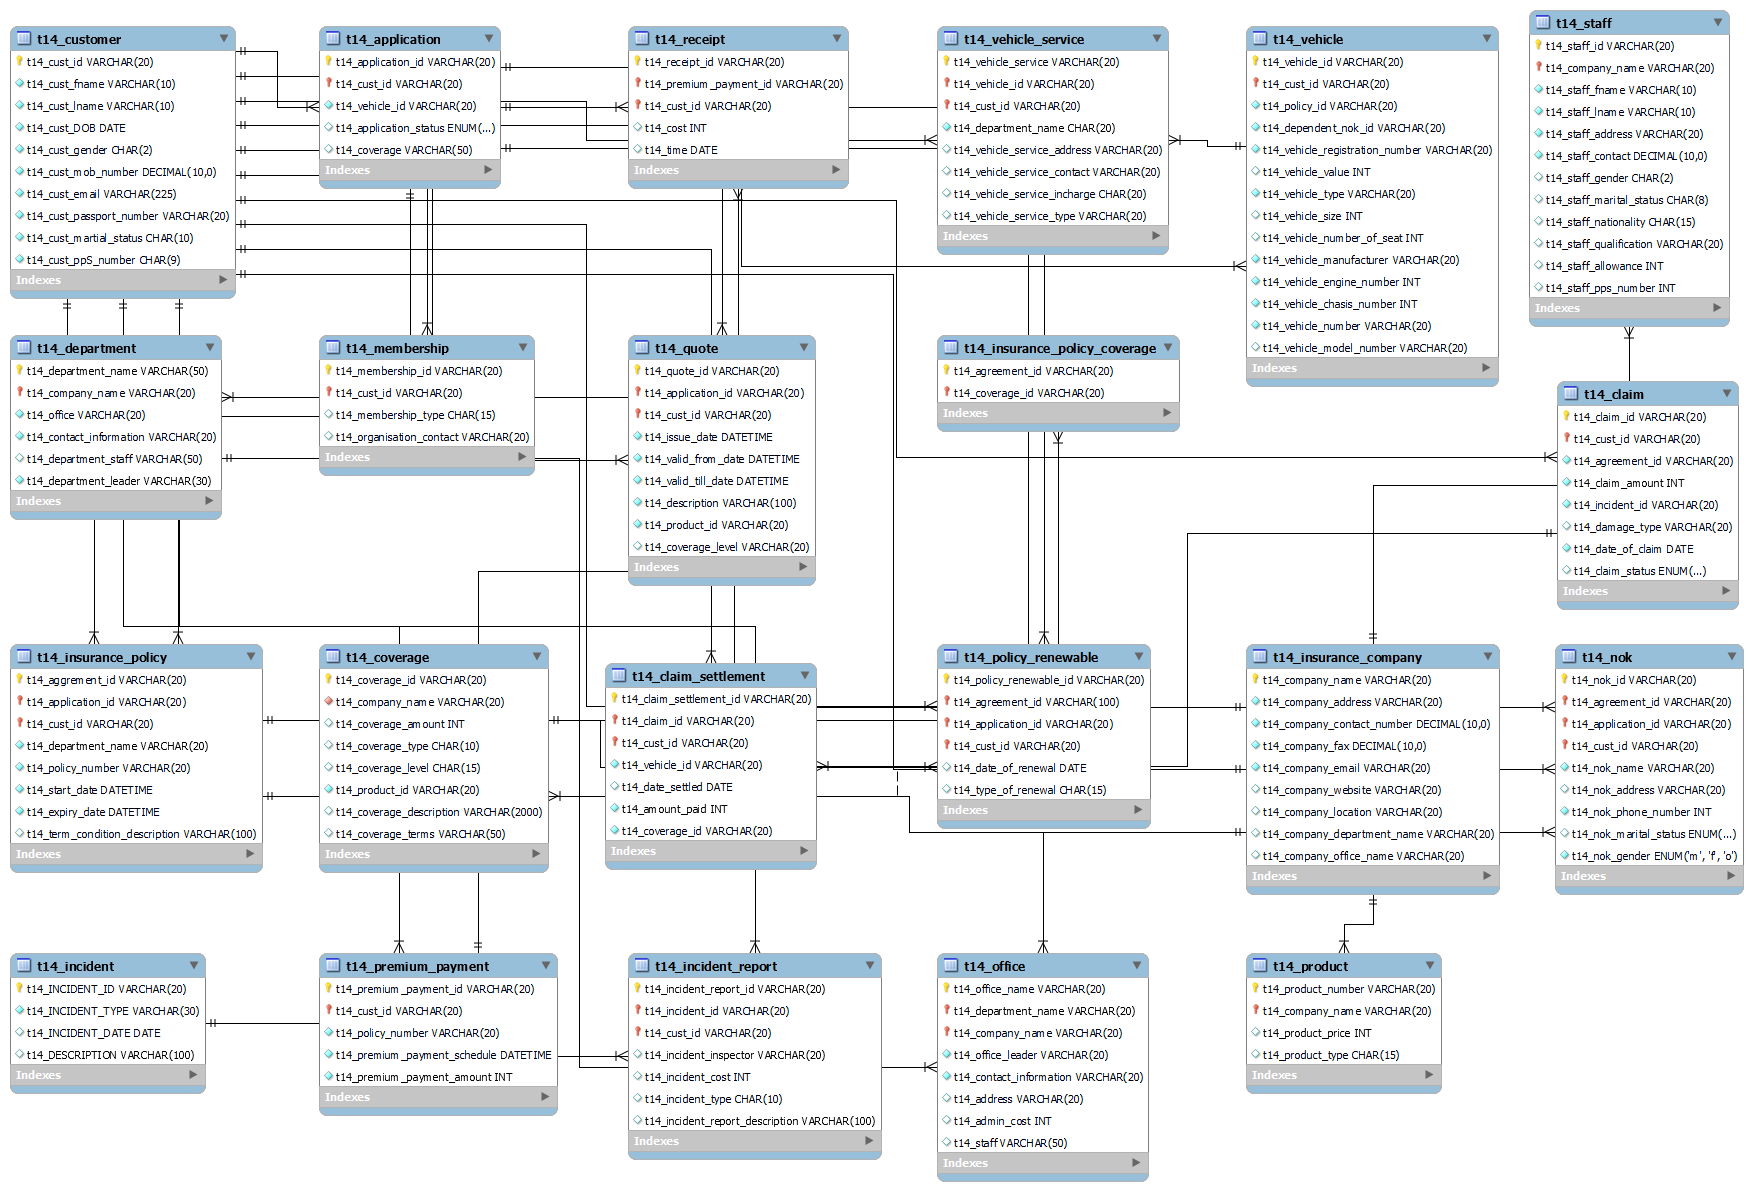 t14_customer
t14_cust_id VARCHAR(20)
t14_cust_fname VARCHAR(10)
t14_cust_lname VARCHAR(10)
t14_cust_DOB DATE
t14_cust_gender CHAR(2)
t14_cust_mob_number DECIMAL(10,0)
t14_cust_email VARCHAR(225)
t14_cust_passport_number VARCHAR(20)
t14_cust_martial_status CHAR(10)
t14_cust_ppS_number CHAR(9)
Indexes
t14_application
t14_application_id VARCHAR(20)
t14_cust_id VARCHAR(20)
t14_vehicle_id VARCHAR(20)
t14_application_status ENUM(...)
t14_coverage VARCHAR(50)
Indexes
t14_receipt
t14_receipt_id VARCHAR(20)
t14_premium_payment_id VARCHAR(20)
t14_cust_id VARCHAR(20)
t14_cost INT
t14_time DATE
Indexes
t14_vehicle_service
t14_vehicle_service VARCHAR(20)
t14_vehicle_id VARCHAR(20)
t14_cust_id VARCHAR(20)
t14_department_name CHAR(20)
t14_vehicle_service_address VARCHAR(20)
t14_vehicle_service_contact VARCHAR(20)
t14_vehicle_service_incharge CHAR(20)
t14_vehicle_service_type VARCHAR(20)
Indexes
t14_vehicle
t14_vehicle_id VARCHAR(20)
t14_cust_id VARCHAR(20)
t14_policy_id VARCHAR(20)
t14_dependent_nok_id VARCHAR(20)
t14_vehicle_registration_number VARCHAR(20)
t14_vehicle_value INT
t14_vehicle_type VARCHAR(20)
t14_vehicle_size INT
t14_vehicle_number_of_seat INT
t14_vehicle_manufacturer VARCHAR(20)
t14_vehicle_engine_number INT
t14_vehicle_chasis_number INT
t14_vehicle_number VARCHAR(20)
t14_vehicle_model_number VARCHAR(20)
Indexes
t14_staff
t14_staff_id VARCHAR(20)
t14_company_name VARCHAR(20)
t14_staff_fname VARCHAR(10)
t14_staff_lname VARCHAR(10)
t14_staff_address VARCHAR(20)
t14_staff_contact DECIMAL(10,0)
t14_staff_gender CHAR(2)
t14_staff_marital_status CHAR(8)
t14_staff_nationality CHAR(15)
t14_staff_qualification VARCHAR(20)
t14_staff_allowance INT
t14_staff_pps_number INT
Indexes
t14_department
t14_department_name VARCHAR(50)
t14_company_name VARCHAR(20)
t14_office VARCHAR(20)
t14_contact_information VARCHAR(20)
t14_department_staff VARCHAR(50)
t14_department_leader VARCHAR(30)
Indexes
t14_membership
t14_membership_id VARCHAR(20)
t14_cust_id VARCHAR(20)
t14_membership_type CHAR(15)
t14_organisation_contact VARCHAR(20)
Indexes
t14_quote
t14_quote_id VARCHAR(20)
t14_application_id VARCHAR(20)
t14_cust_id VARCHAR(20)
t14_issue_date DATETIME
t14_valid_from_date DATETIME
t14_valid_till_date DATETIME
t14_description VARCHAR(100)
t14_product_id VARCHAR(20)
t14_coverage_level VARCHAR(20)
Indexes
t14_insurance_policy_coverage
t14_agreement_id VARCHAR(20)
t14_coverage_id VARCHAR(20)
Indexes
t14_claim
t14_claim_id VARCHAR(20)
t14_cust_id VARCHAR(20)
t14_agreement_id VARCHAR(20)
t14_claim_amount INT
t14_incident_id VARCHAR(20)
t14_damage_type VARCHAR(20)
t14_date_of_claim DATE
t14_claim_status ENUM(...)
Indexes
t14_insurance_policy
t14_aggrement_id VARCHAR(20)
t14_application_id VARCHAR(20)
t14_cust_id VARCHAR(20)
t14_department_name VARCHAR(20)
t14_policy_number VARCHAR(20)
t14_start_date DATETIME
t14_expiry_date DATETIME
t14_term_condition_description VARCHAR(100)
Indexes
t14_coverage
t14_coverage_id VARCHAR(20)
t14_company_name VARCHAR(20)
t14_coverage_amount INT
t14_coverage_type CHAR(10)
t14_coverage_level CHAR(15)
t14_product_id VARCHAR(20)
t14_coverage_description VARCHAR(2000)
t14_coverage_terms VARCHAR(50)
Indexes
t14_claim_settlement
t14_claim_settlement_id VARCHAR(20)
t14_claim_id VARCHAR(20)
t14_cust_id VARCHAR(20)
t14_vehicle_id VARCHAR(20)
t14_date_settled DATE
t14_amount_paid INT
t14_coverage_id VARCHAR(20)
Indexes
t14_policy_renewable
t14_policy_renewable_id VARCHAR(20)
t14_agreement_id VARCHAR(100)
t14_application_id VARCHAR(20)
t14_cust_id VARCHAR(20)
t14_date_of_renewal DATE
t14_type_of_renewal CHAR(15)
Indexes
t14_insurance_company
t14_company_name VARCHAR(20)
t14_company_address VARCHAR(20)
t14_company_contact_number DECIMAL(10,0)
t14_company_fax DECIMAL(10,0)
t14_company_email VARCHAR(20)
t14_company_website VARCHAR(20)
t14_company_location VARCHAR(20)
t14_company_department_name VARCHAR(20)
t14_company_office_name VARCHAR(20)
Indexes
t14_nok
t14_nok_id VARCHAR(20)
t14_agreement_id VARCHAR(20)
t14_application_id VARCHAR(20)
t14_cust_id VARCHAR(20)
t14_nok_name VARCHAR(20)
t14_nok_address VARCHAR(20)
t14_nok_phone_number INT
t14_nok_marital_status ENUM(...)
t14_nok_gender ENUM('m', 'f', 'o')
Indexes
t14_incident
t14_INCIDENT_ID VARCHAR(20)
t14_INCIDENT_TYPE VARCHAR(30)
t14_INCIDENT_DATE DATE
t14_DESCRIPTION VARCHAR(100)
Indexes
t14_premium_payment
t14_premium_payment_id VARCHAR(20)
t14_cust_id VARCHAR(20)
t14_policy_number VARCHAR(20)
t14_premium_payment_schedule DATETIME
t14_premium_payment_amount INT
Indexes
t14_incident_report
t14_incident_report_id VARCHAR(20)
t14_incident_id VARCHAR(20)
t14_cust_id VARCHAR(20)
t14_incident_inspector VARCHAR(20)
t14_incident_cost INT
t14_incident_type CHAR(10)
t14_incident_report_description VARCHAR(100)
Indexes
t14_office
t14_office_name VARCHAR(20)
t14_department_name VARCHAR(20)
t14_company_name VARCHAR(20)
t14_office_leader VARCHAR(20)
t14_contact_information VARCHAR(20)
t14_address VARCHAR(20)
t14_admin_cost INT
t14_staff VARCHAR(50)
Indexes
t14_product
t14_product_number VARCHAR(20)
t14_company_name VARCHAR(20)
t14_product_price INT
t14_product_type CHAR(15)
Indexes